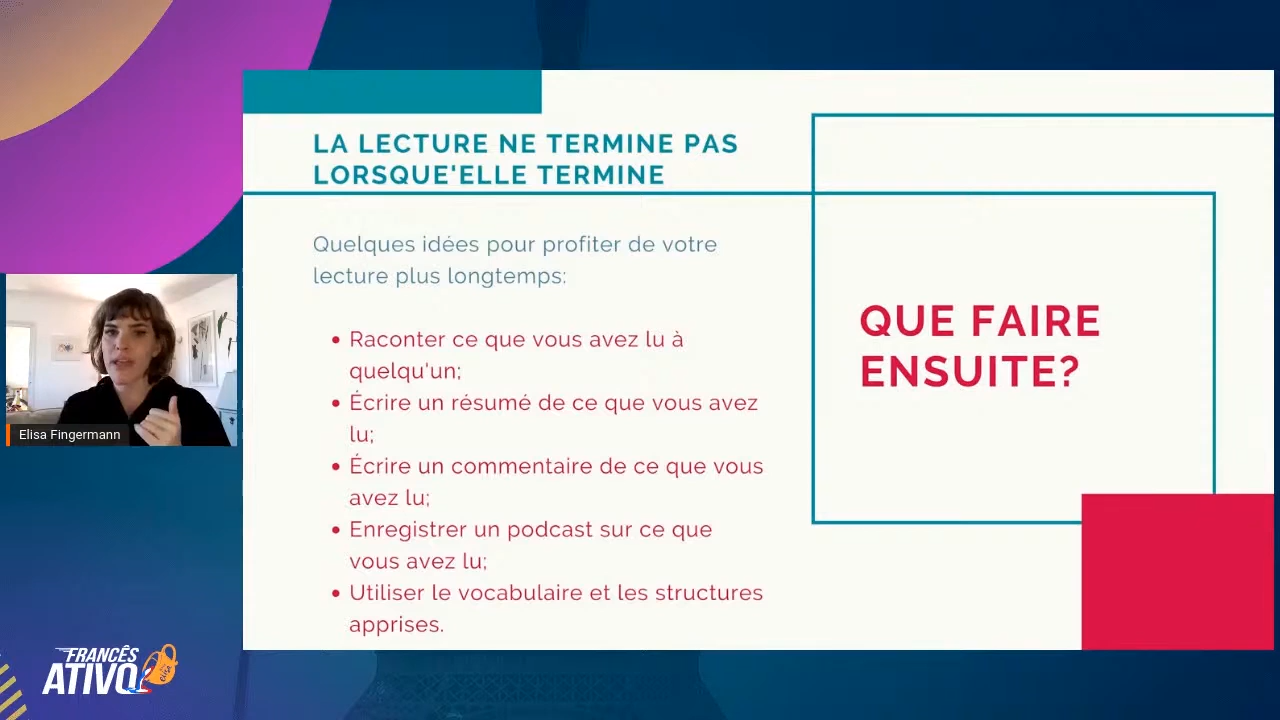 LA LECTURE NE TERMINE PAS
LORSQUE'ELLE TERMINE
Quelques idées pour profiter de votre
lecture plus longtemps:
• Raconter ce que vous avez lu à
quelqu'un;
• Écrire un résumé de ce que vous avez
lu;
• Écrire un commentaire de ce que vous
avez lu;
• Enregistrer un podcast sur ce que
vous avez lu;
• Utiliser le vocabulaire et les structures
apprises.
QUE FAIRE
ENSUITE?
Elisa Fingermann
FRANCÊS
ATIVO